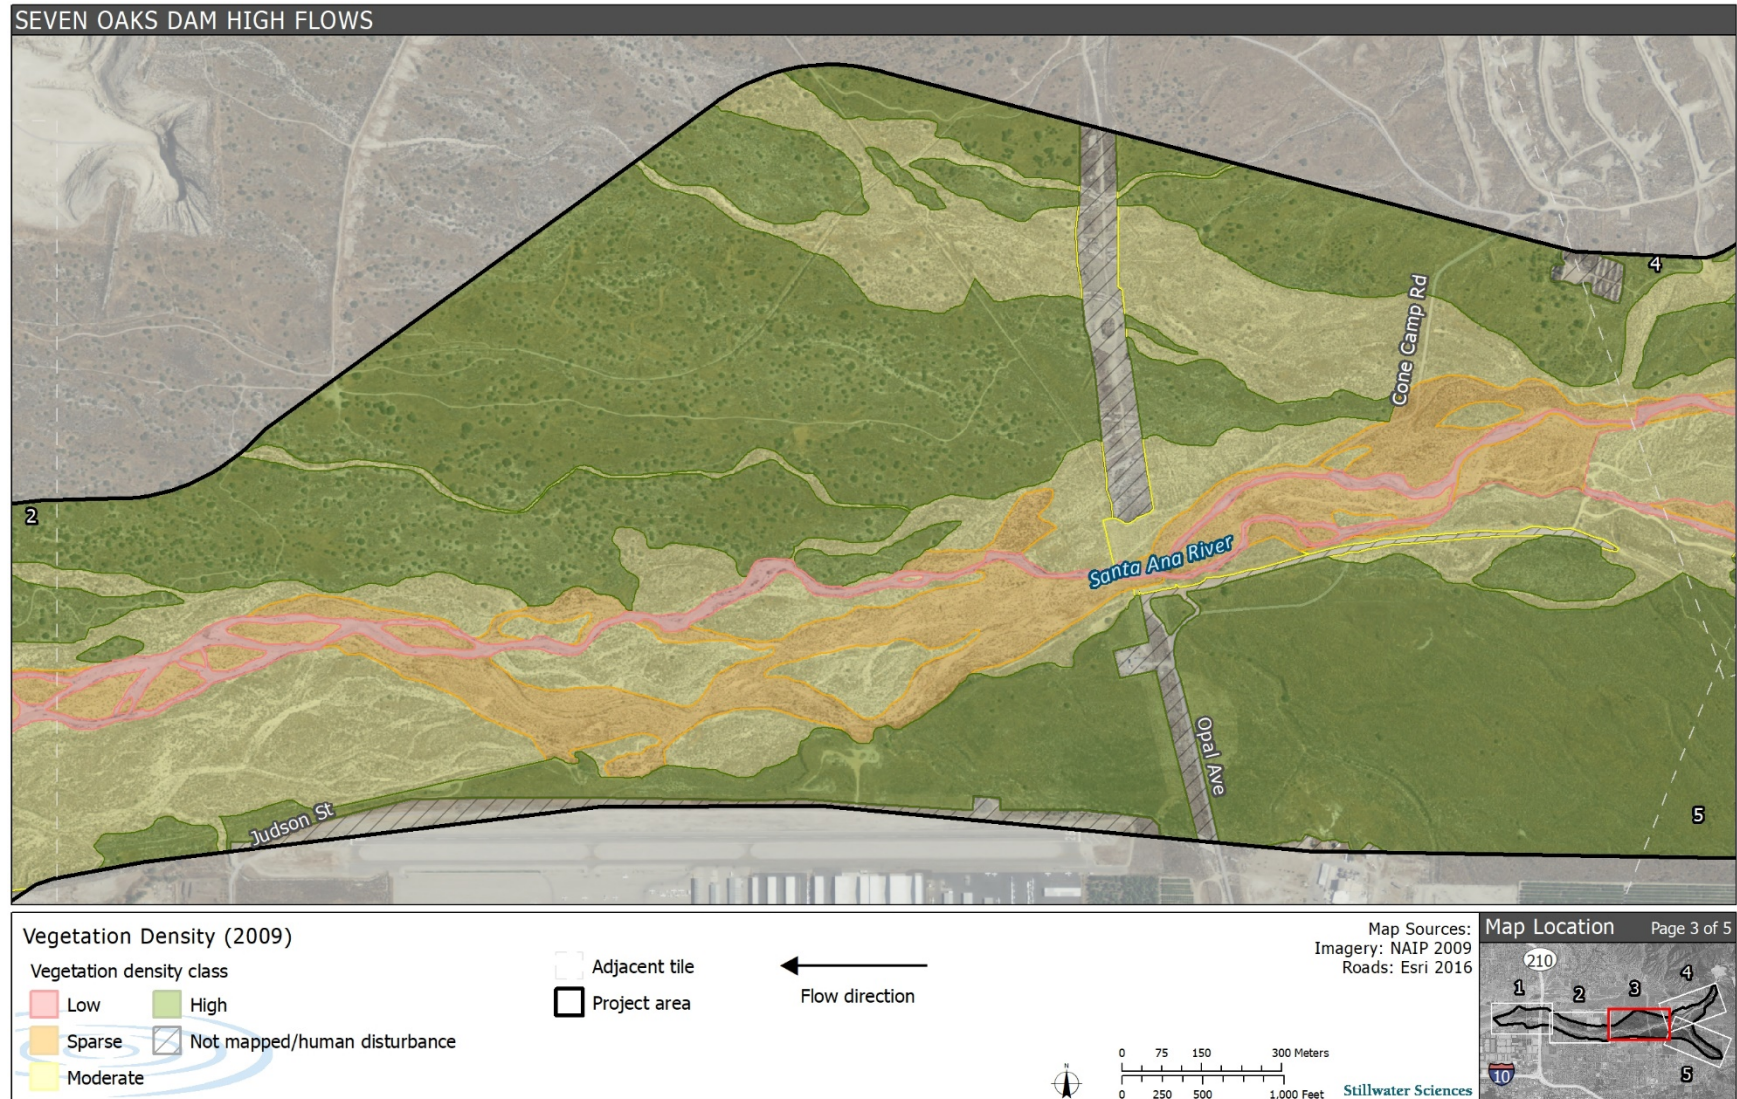 SEVEN OAKS DAM HIGH FLOWS
4
Cone Camp Rd
2
Santa Ana River
Opal Ave
Judson St
5
Vegetation Density (2009)
Vegetation density class
Low
High
Sparse
Not mapped/human disturbance
Moderate
Adjacent tile
Project area
Flow direction
Map Sources:
Imagery: NAIP 2009
Roads: Esri 2016
N
0 75 150 300 Meters
0 250 500 1,000 Feet
Stillwater Sciences
Map Location Page 3 of 5
210
4
1
2
3
10
5